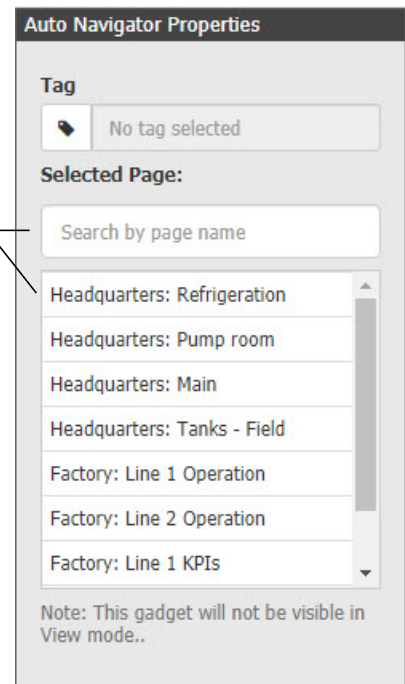 Auto Navigator Properties
Tag
No tag selected
Selected Page:
Search by page name
Headquarters: Refrigeration
Headquarters: Pump room
Headquarters: Main
Headquarters: Tanks - Field
Factory: Line 1 Operation
Factory: Line 2 Operation
Factory: Line 1 KPIs
Note: This gadget will not be visible in
View mode..